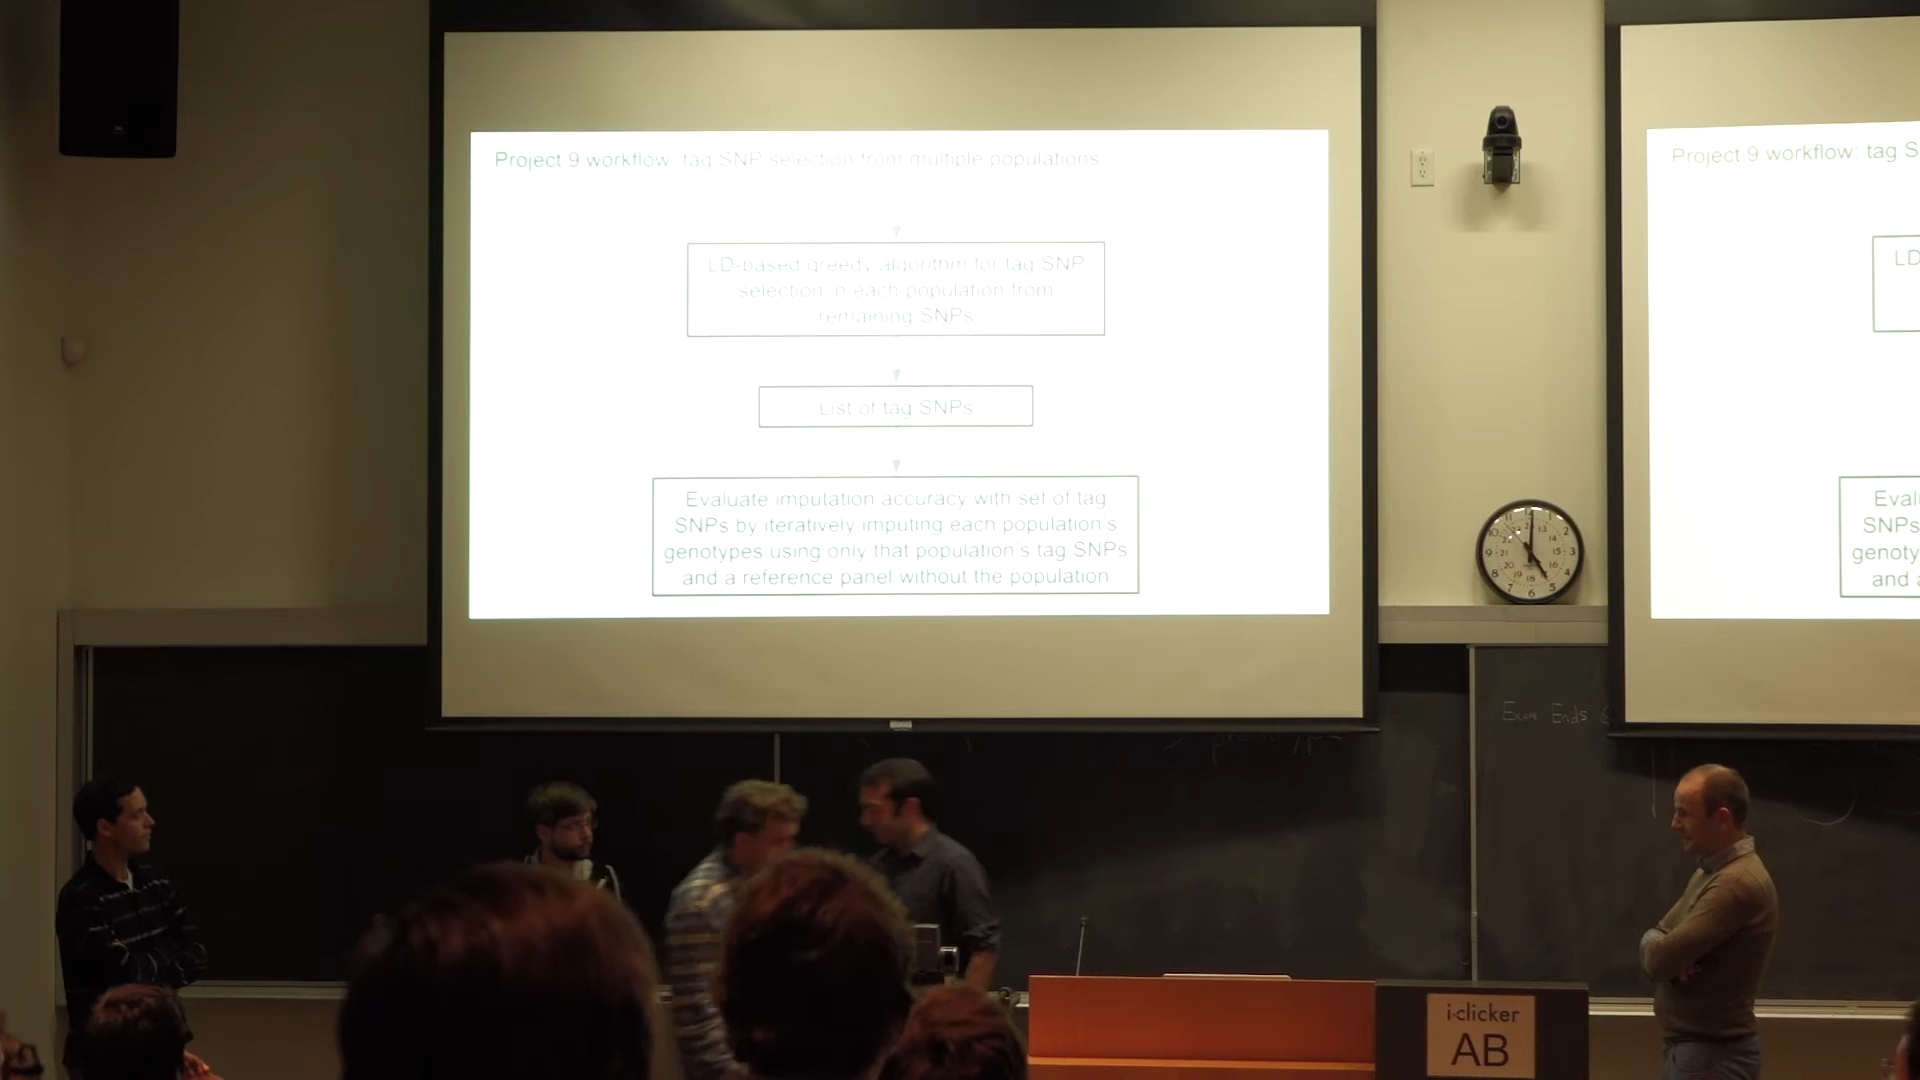 Project 9 workflow: tag SNP selection from multiple populations
LD-based greedy algorithm for tag SNP
selection in each population from
remaining SNPs
List of tag SNPs
Evaluate imputation accuracy with set of tag
SNPs by iteratively imputing each population's
genotypes using only that population's tag SNPs
and a reference panel without the population
Project 9 workflow: tag S
LD
Eval
SNPs
genoty
and a
Exam Ends
i-clicker
AB